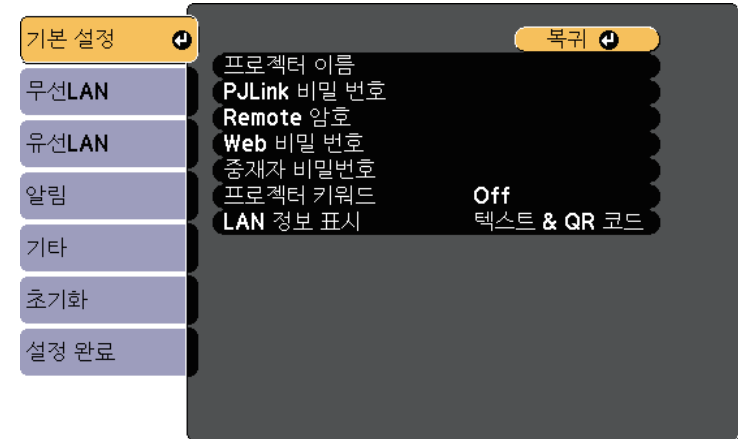 기본 설정
무선LAN
유선LAN
알림
기타
초기화
설정 완료
복귀
프로젝터 이름
PJLink 비밀 번호
Remote 암호
Web 비밀 번호
중재자 비밀번호
프로젝터 키워드 Off
LAN 정보 표시 텍스트 & QR 코드